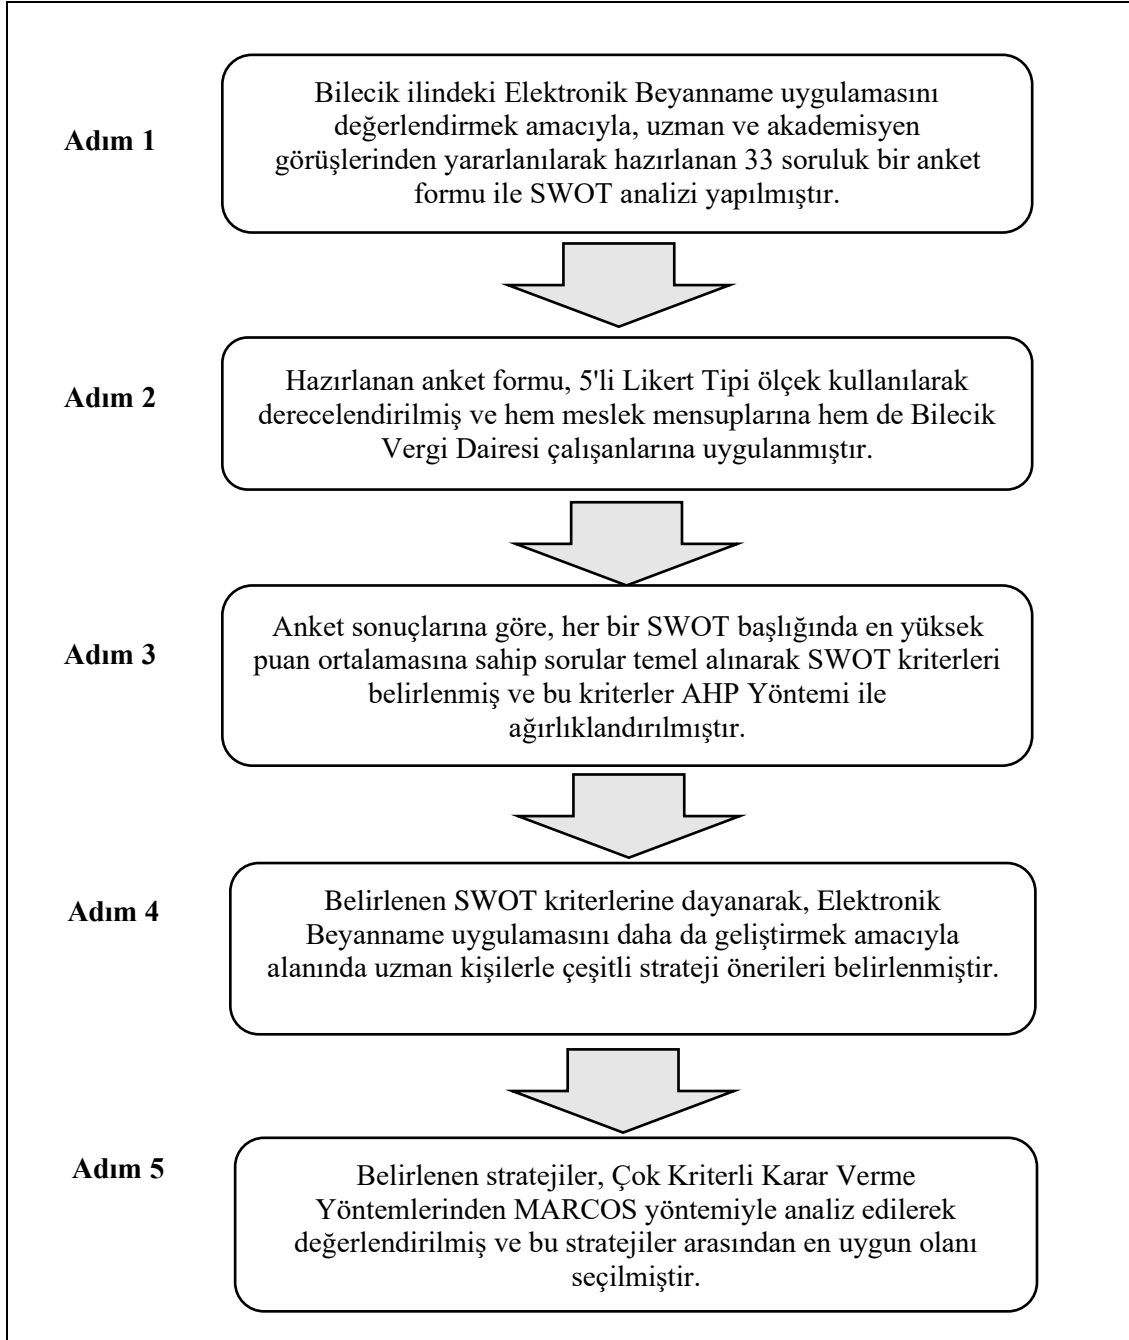 Adım 1
Bilecik ilindeki Elektronik Beyanname uygulamasını
değerlendirmek amacıyla, uzman ve akademisyen
görüşlerinden yararlanılarak hazırlanan 33 soruluk bir anket
formu ile SWOT analizi yapılmıştır.
Adım 2
Hazırlanan anket formu, 5'li Likert Tipi ölçek kullanılarak
derecelendirilmiş ve hem meslek mensuplarına hem de Bilecik
Vergi Dairesi çalışanlarına uygulanmıştır.
Adım 3
Anket sonuçlarına göre, her bir SWOT başlığında en yüksek
puan ortalamasına sahip sorular temel alınarak SWOT kriterleri
belirlenmiş ve bu kriterler AHP Yöntemi ile
ağırlıklandırılmıştır.
Adım 4
Belirlenen SWOT kriterlerine dayanarak, Elektronik
Beyanname uygulamasını daha da geliştirmek amacıyla
alanında uzman kişilerle çeşitli strateji önerileri belirlenmiştir.
Adım 5
Belirlenen stratejiler, Çok Kriterli Karar Verme
Yöntemlerinden MARCOS yöntemiyle analiz edilerek
değerlendirilmiş ve bu stratejiler arasından en uygun olanı
seçilmiştir.